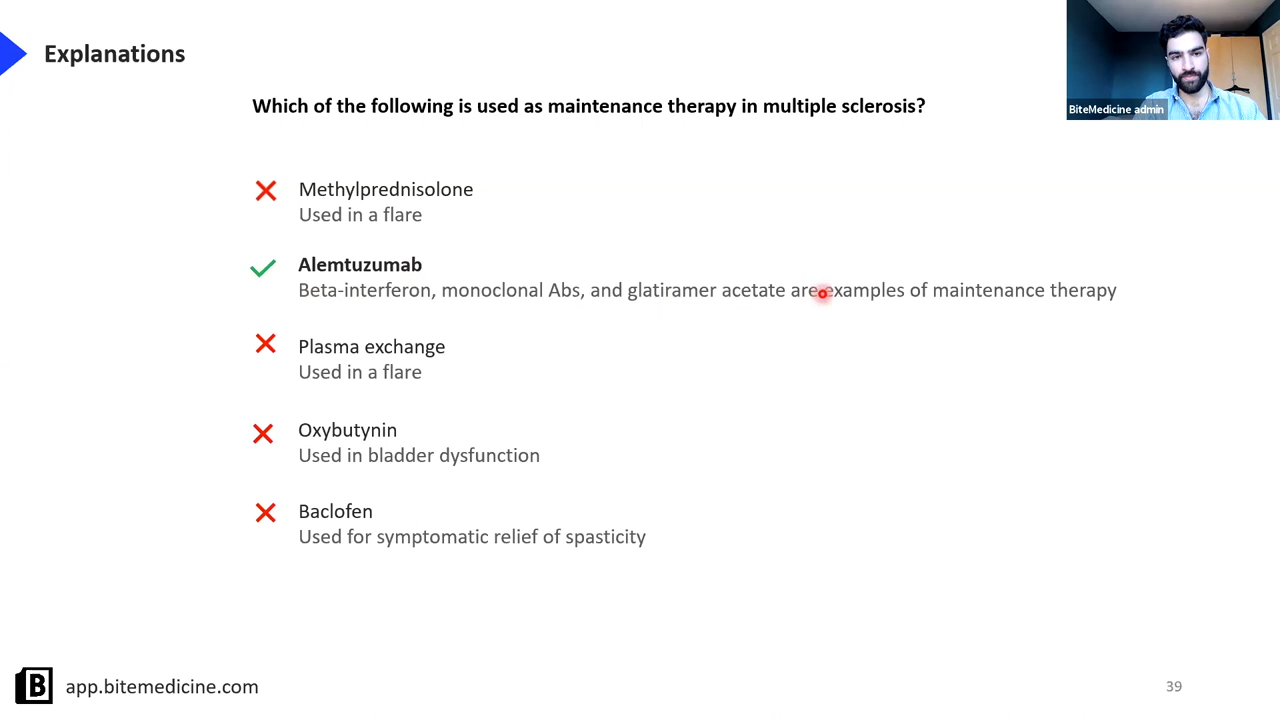 Explanations
BiteMedicine admin
Which of the following is used as maintenance therapy in multiple sclerosis?
Methylprednisolone
Used in a flare
Alemtuzumab
Beta-interferon, monoclonal Abs, and glatiramer acetate are examples of maintenance therapy
Plasma exchange
Used in a flare
Oxybutynin
Used in bladder dysfunction
Baclofen
Used for symptomatic relief of spasticity
B app.bitemedicine.com
39